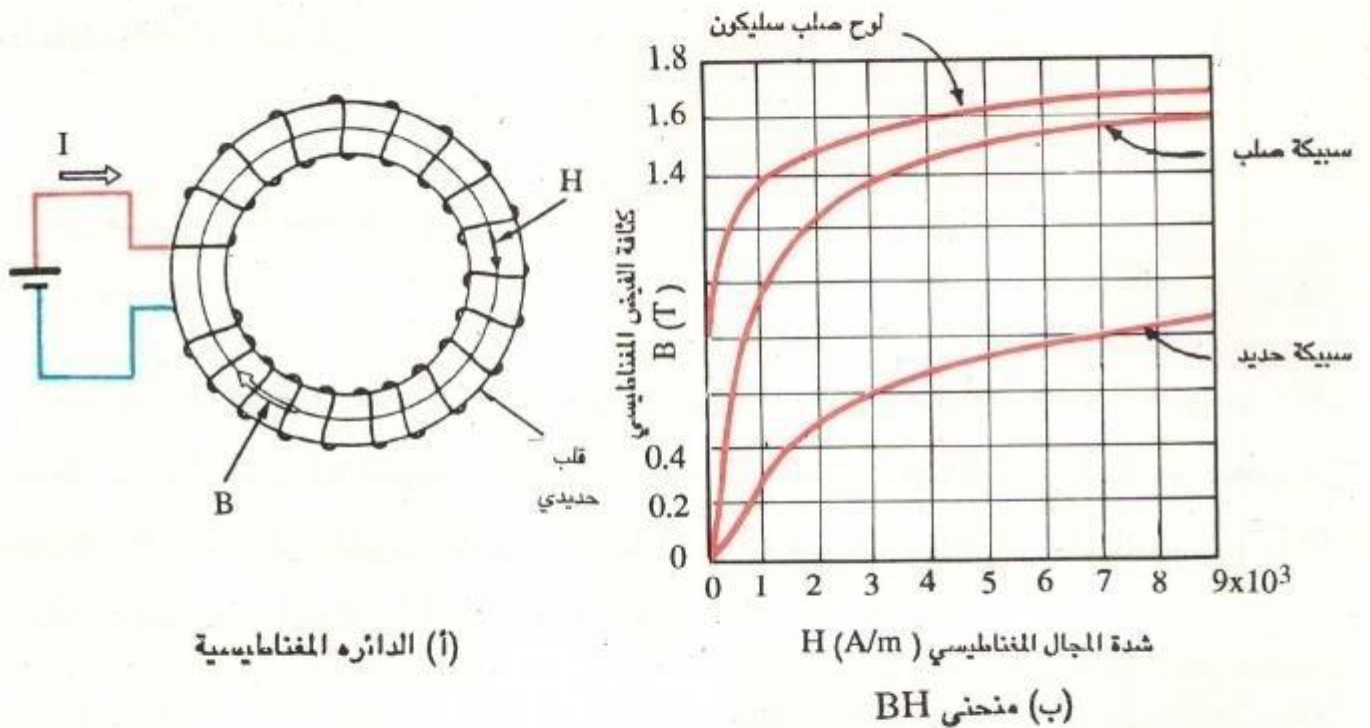 لوح صلب سليكون
I
H
B
قلب
حديدي
(أ) الدائره المغناطيسية
1.8
1.6
1.4
0.4
0.2
0
كثافة الفيض المغناطيسي
B (T)
سبيكة صلب
سبيكة حديد
0 1 2 3 4 5 6 7 8 9x10³
شدة المجال المغناطيسي H (A/m)
(ب) منحنى BH